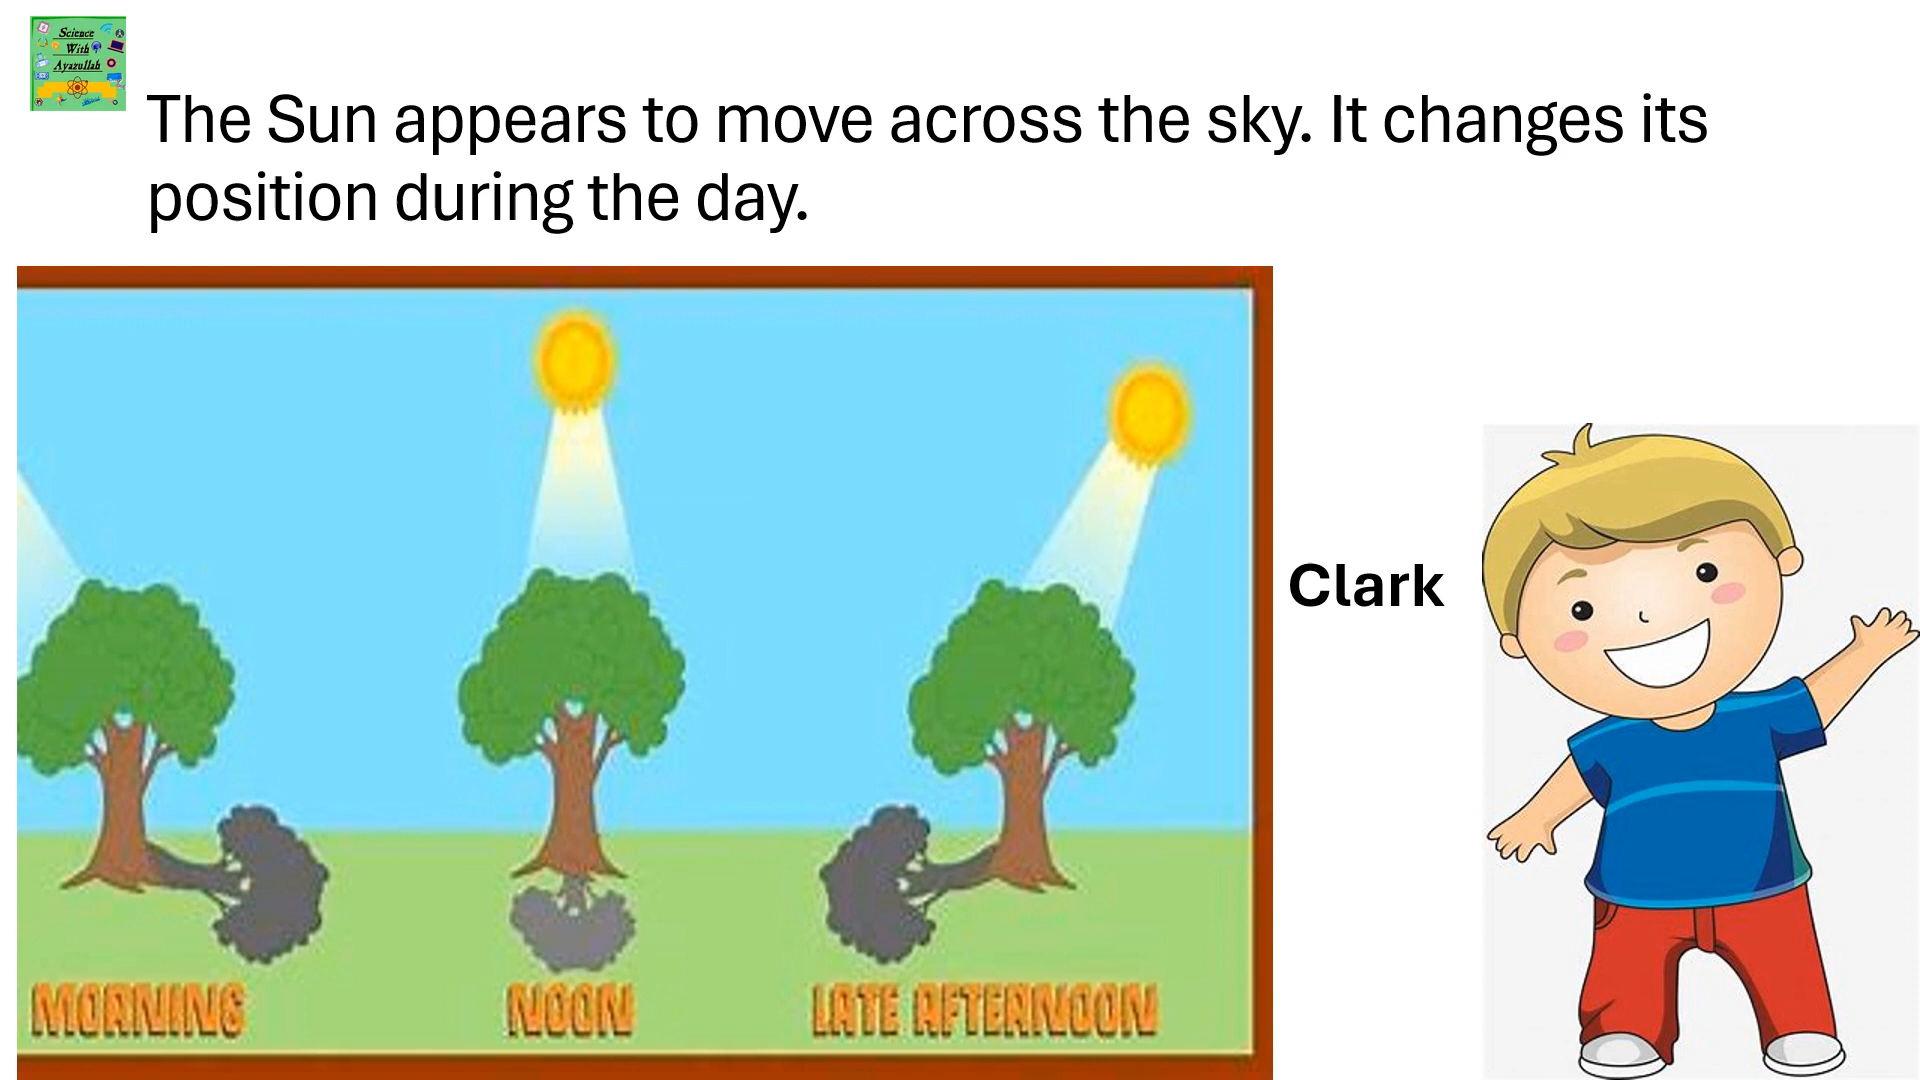 Science
With
Ayazullah
The Sun appears to move across the sky. It changes its
position during the day.
Clark
MORNING
NOON
LATE AFTERNOON